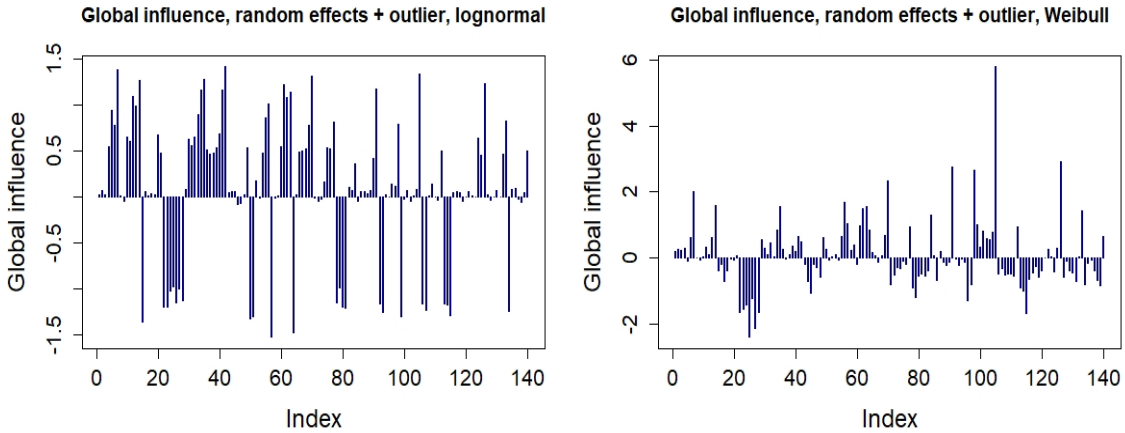 Global influence, random effects + outlier, lognormal
Global influence
1.5
0.5
-0.5
-1.5
0 20 40 60 80 100 120 140
Index
Global influence, random effects + outlier, Weibull
Global influence
6
4
2
0
-2
0 20 40 60 80 100 120 140
Index